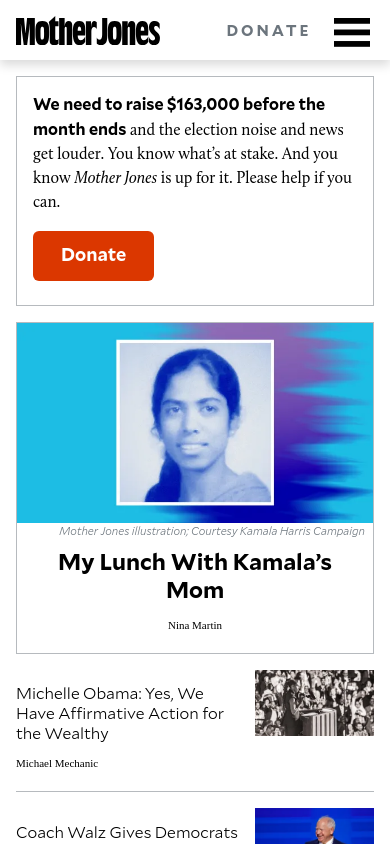 Mother Jones
DONATE
We need to raise $163,000 before the
month ends and the election noise and news
get louder. You know what’s at stake. And you
know Mother Jones is up for it. Please help if you
can.
Donate
Mother Jones illustration; Courtesy Kamala Harris Campaign
My Lunch With Kamala’s
Mom
Nina Martin
Michelle Obama: Yes, We
Have Affirmative Action for
the Wealthy
Michael Mechanic
Coach Walz Gives Democrats